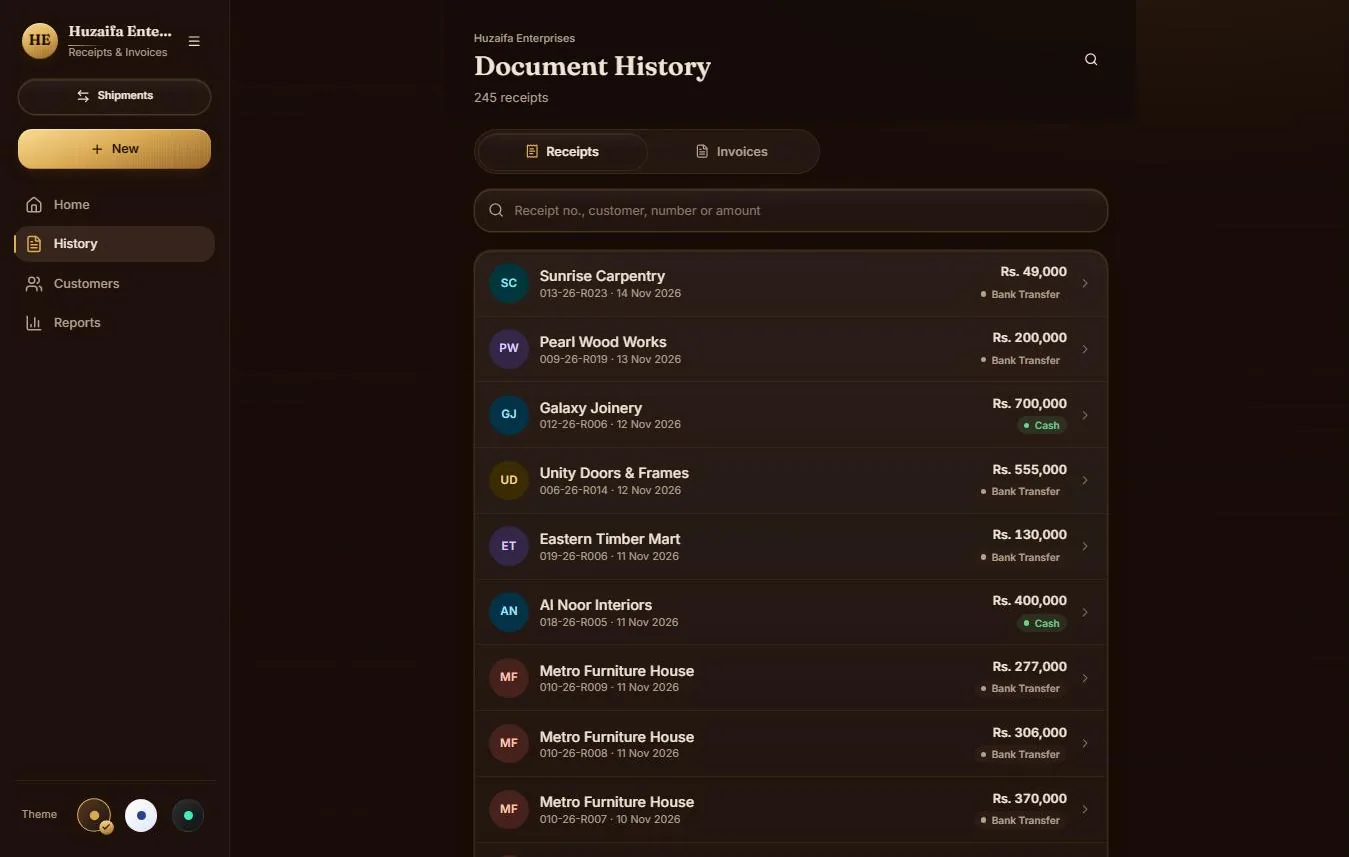 HE
Huzaifa Ente...
Receipts & Invoices
Shipments
+ New
Home
History
Customers
Reports
Theme
Huzaifa Enterprises
Document History
245 receipts
Receipts
Invoices
Receipt no., customer, number or amount
SC
Sunrise Carpentry
013-26-R023 · 14 Nov 2026
Rs. 49,000
Bank Transfer
PW
Pearl Wood Works
009-26-R019 · 13 Nov 2026
Rs. 200,000
Bank Transfer
GJ
Galaxy Joinery
012-26-R006 · 12 Nov 2026
Rs. 700,000
Cash
UD
Unity Doors & Frames
006-26-R014 · 12 Nov 2026
Rs. 555,000
Bank Transfer
ET
Eastern Timber Mart
019-26-R006 · 11 Nov 2026
Rs. 130,000
Bank Transfer
AN
Al Noor Interiors
018-26-R005 · 11 Nov 2026
Rs. 400,000
Cash
MF
Metro Furniture House
010-26-R009 · 11 Nov 2026
Rs. 277,000
Bank Transfer
MF
Metro Furniture House
010-26-R008 · 11 Nov 2026
Rs. 306,000
Bank Transfer
MF
Metro Furniture House
010-26-R007 · 10 Nov 2026
Rs. 370,000
Bank Transfer